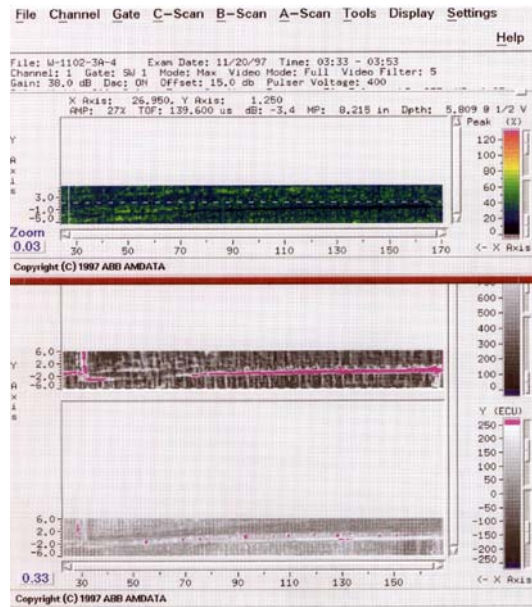 File Channel Gate C-Scan B-Scan A-Scan Tools Display Settings
Help
File: W-1102-3A-4 Exam Date: 11/20/97 Time: 03:33 - 03:53
Channel: 1 Gate: SW 1 Mode: Max Video Mode: Full Video Filter: 5
Gain: 38.0 dB Dac: ON Offset: 15.0 db Pulser Voltage: 400
X Axis: 26.950, Y Axis: 1.250
AMP: 27% TOF: 139.600 us dB: -3.4 MP: 8.215 in Dpth: 5.809 @ 1/2 V
Peak (%)
120
100
80
60
40
20
0
<- X Axis
Y Axis
3.0
-1.0
-5.0
Zoom
0.03
30 50 70 90 110 130 150 170
Copyright (C) 1997 ABB AMDATA
700
600
500
400
300
200
100
0
Y Axis
6.0
2.0
-2.0
-6.0
Y (ECU)
250
200
150
100
50
0
-50
-100
-150
-200
-250
<- X Axis
6.0
2.0
-2.0
-6.0
0.33
30 50 70 90 110 130 150
Copyright (C) 1997 ABB AMDATA